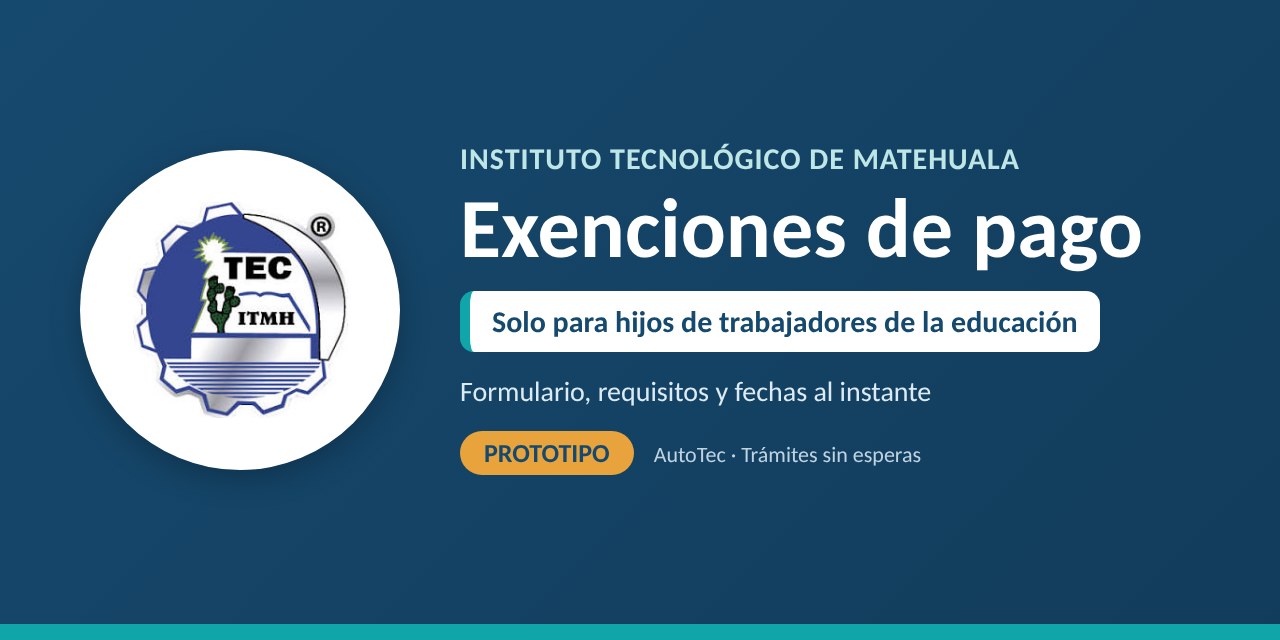 INSTITUTO TECNOLÓGICO DE MATEHUALA
Exenciones de pago
Solo para hijos de trabajadores de la educación
Formulario, requisitos y fechas al instante
PROTOTIPO AutoTec · Trámites sin esperas
®
TEC
ITMH